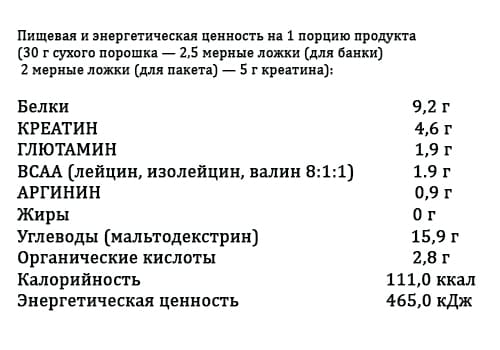 Пищевая и энергетическая ценность на 1 порцию продукта
(30 г сухого порошка — 2,5 мерные ложки (для банки)
2 мерные ложки (для пакета) — 5 г креатина):
Белки 9,2 г
КРЕАТИН 4,6 г
ГЛЮТАМИН 1,9 г
BCAA (лейцин, изолейцин, валин 8:1:1) 1.9 г
АРГИНИН 0,9 г
Жиры 0 г
Углеводы (мальтодекстрин) 15,9 г
Органические кислоты 2,8 г
Калорийность 111,0 ккал
Энергетическая ценность 465,0 кДж